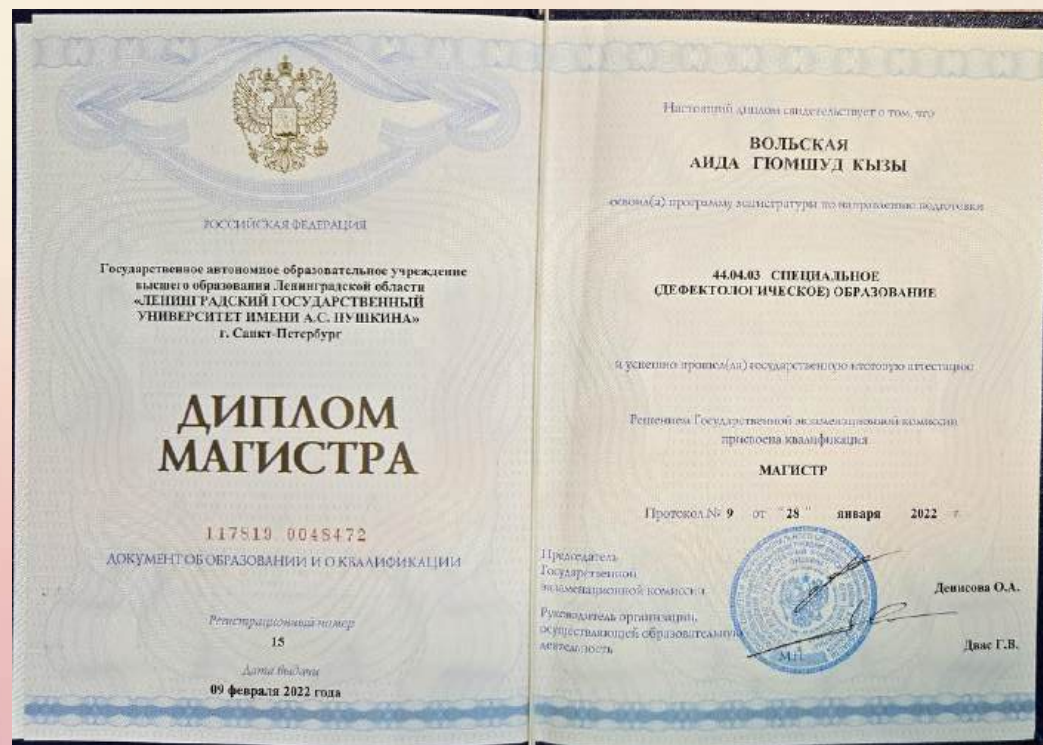 РОССИЙСКАЯ ФЕДЕРАЦИЯ
Государственное автономное образовательное учреждение
высшего образования Ленинградской области
«ЛЕНИНГРАДСКИЙ ГОСУДАРСТВЕННЫЙ
УНИВЕРСИТЕТ ИМЕНИ А.С. ПУШКИНА»
г. Санкт-Петербург
ДИПЛОМ
МАГИСТРА
117819 0048472
ДОКУМЕНТ ОБ ОБРАЗОВАНИИ И О КВАЛИФИКАЦИИ
Регистрационный номер
15
Дата выдачи
09 февраля 2022 года
Настоящий диплом свидетельствует о том, что
ВОЛЬСКАЯ
АИДА ГЮМШУД КЫЗЫ
освоил(а) программу магистратуры по направлению подготовки
44.04.03 СПЕЦИАЛЬНОЕ
(ДЕФЕКТОЛОГИЧЕСКОЕ) ОБРАЗОВАНИЕ
и успешно прошел(ла) государственную итоговую аттестацию
Решением Государственной экзаменационной комиссии
присвоена квалификация
МАГИСТР
Протокол № 9 от "28" января 2022 г.
Председатель
Государственной
экзаменационной комиссии
Денисова О.А.
Руководитель организации,
осуществляющей образовательную
деятельность
Двас Г.В.
М.П.